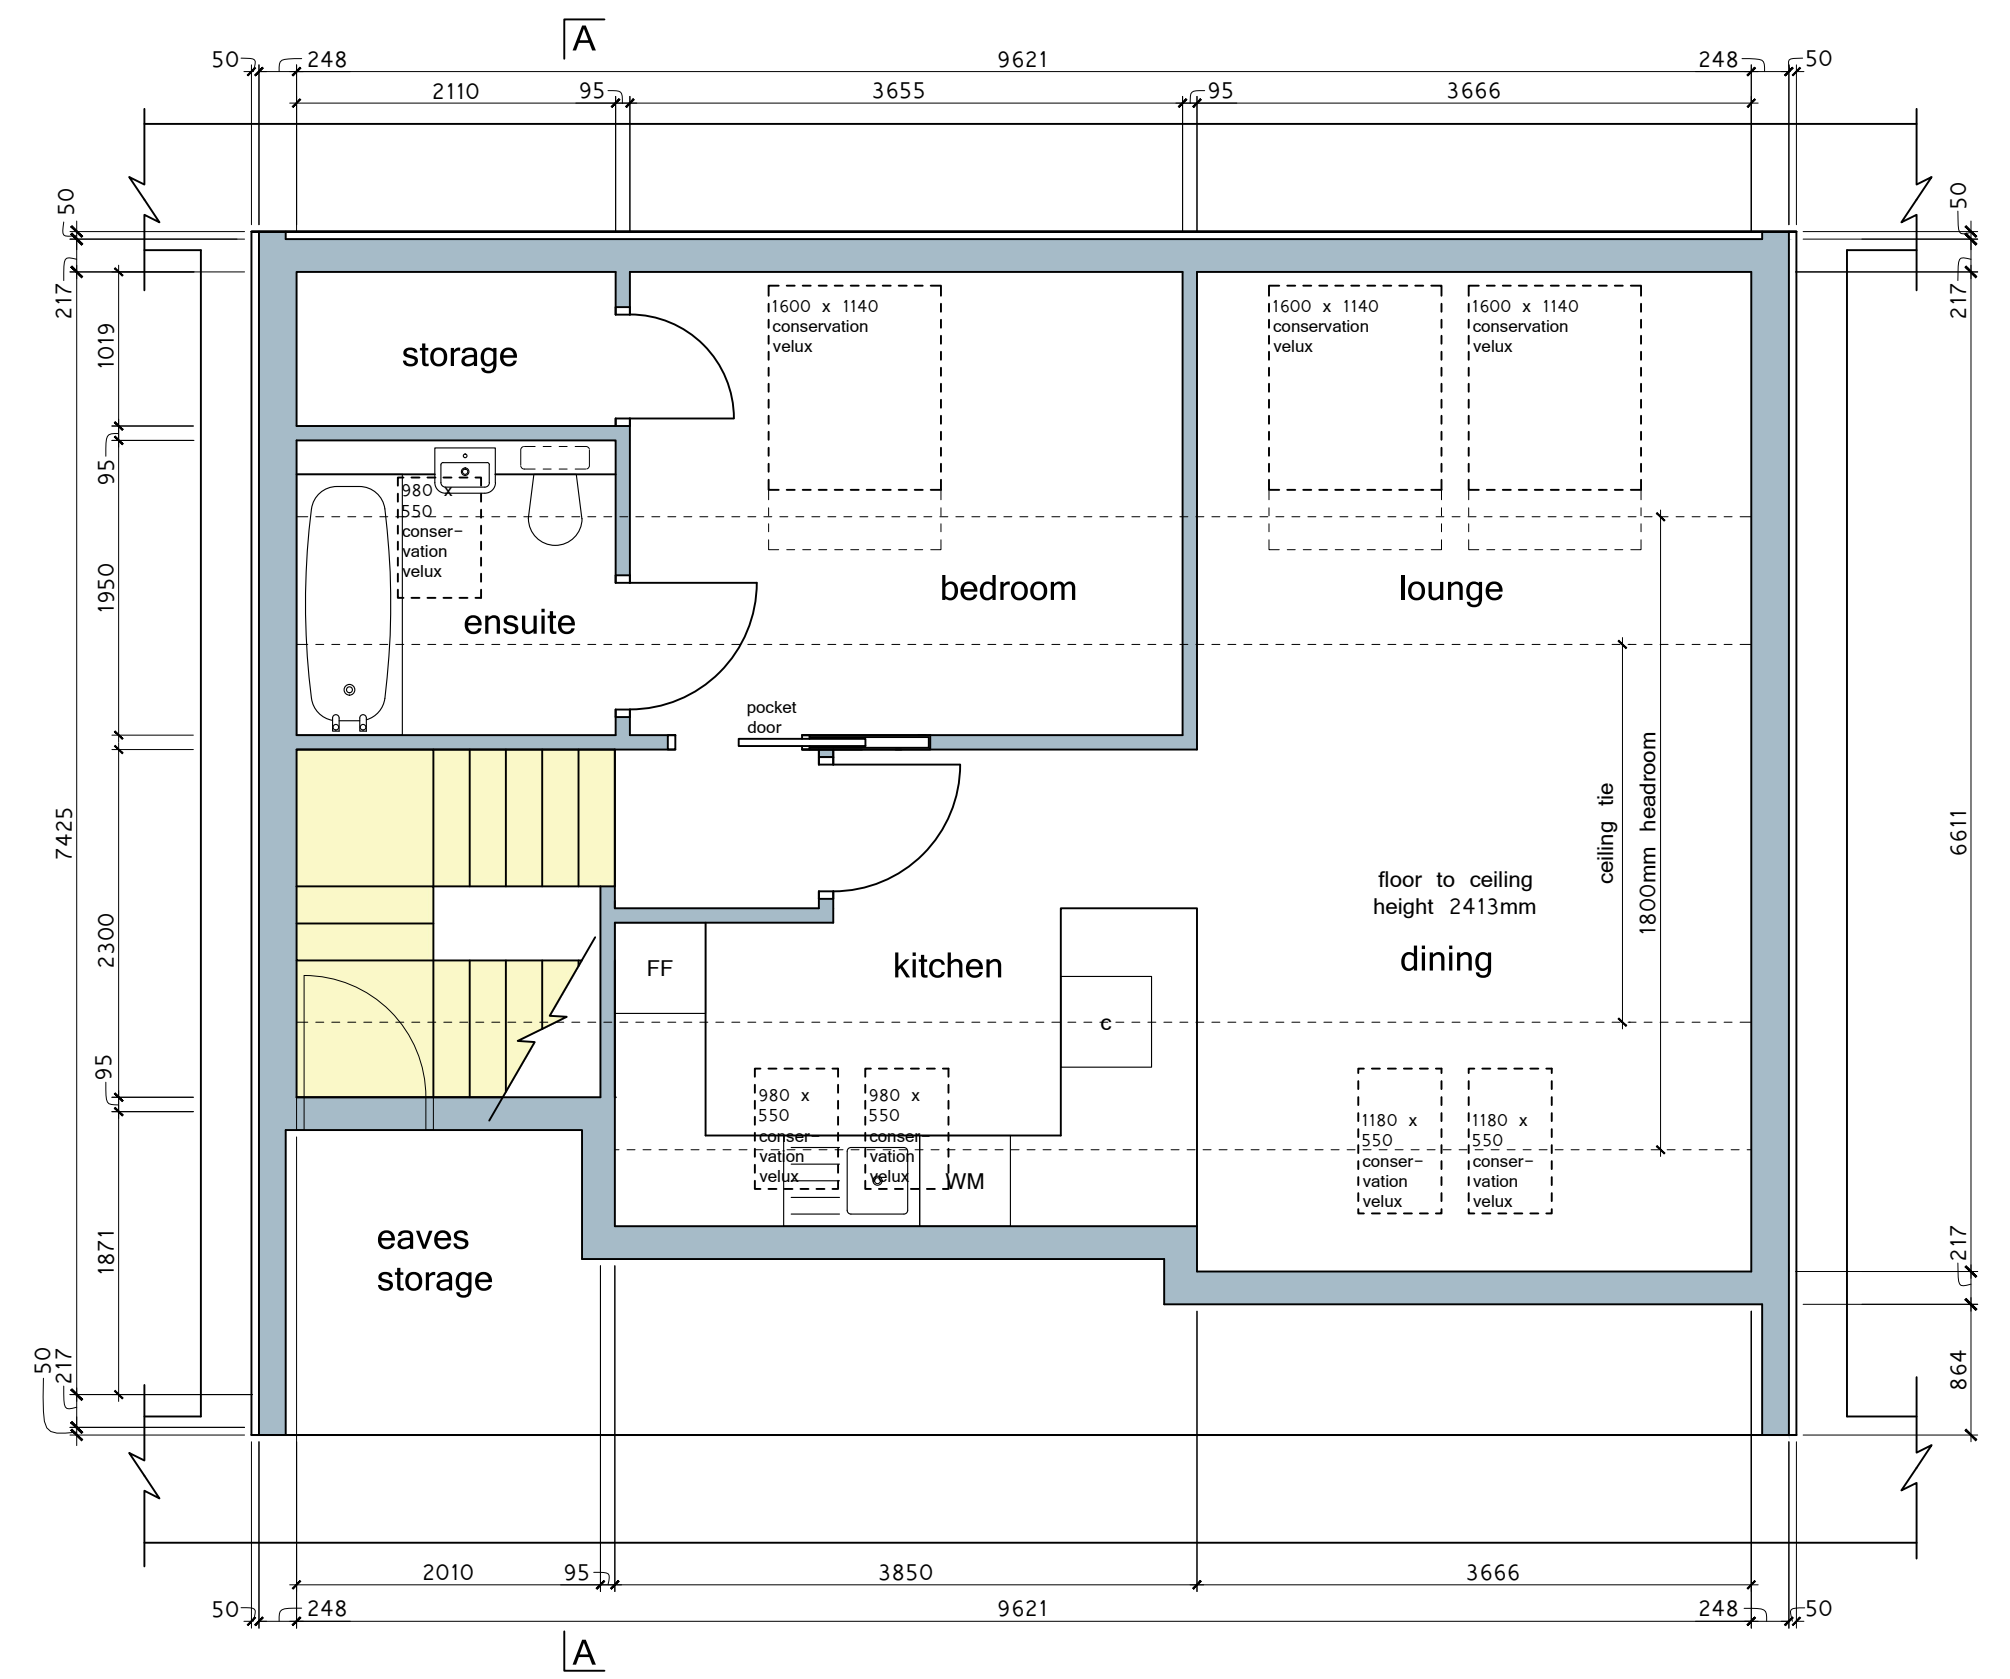 A
50
248
9621
248
50
2110
95
3655
95
3666
50
217
1019
95
1950
7425
2300
95
1871
50
217
50
217
6611
217
864
storage
1600 x 1140
conservation
velux
1600 x 1140
conservation
velux
1600 x 1140
conservation
velux
980 x
550
conser-
vation
velux
ensuite
bedroom
lounge
pocket
door
ceiling tie
1800mm headroom
floor to ceiling
height 2413mm
dining
kitchen
FF
C
980 x
550
conser-
vation
velux
980 x
550
conser-
vation
velux
WM
1180 x
550
conser-
vation
velux
1180 x
550
conser-
vation
velux
eaves
storage
2010
95
3850
3666
50
248
9621
248
50
A